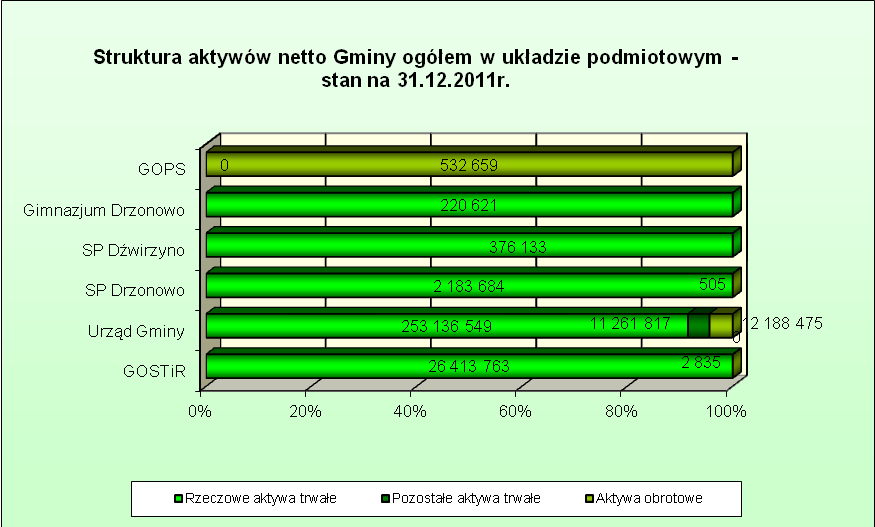 Struktura aktywów netto Gminy ogółem w układzie podmiotowym -
stan na 31.12.2011r.
GOPS 0 532 659
Gimnazjum Drzonowo 220 621
SP Dźwirzyno 376 133
SP Drzonowo 2 183 684 505
Urząd Gminy 253 136 549 11 261 817 12 188 475
0
GOSTiR 26 413 763 2 835
0% 20% 40% 60% 80% 100%
Rzeczowe aktywa trwałe Pozostałe aktywa trwałe Aktywa obrotowe